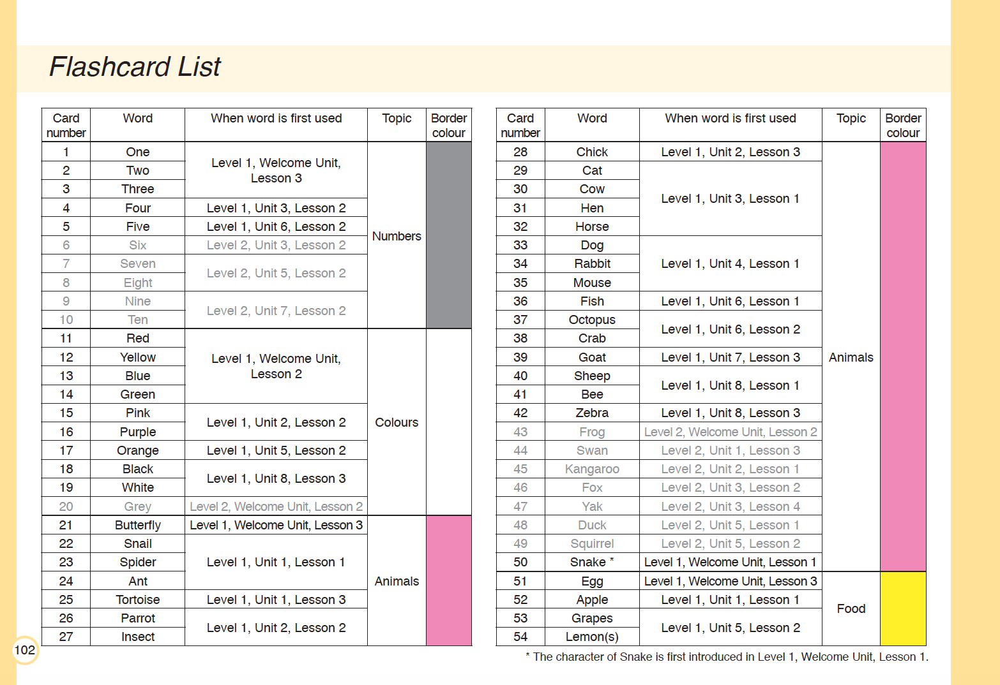 Flashcard List
Card number | Word | When word is first used | Topic | Border colour
1 | One | Level 1, Welcome Unit, Lesson 3 | Numbers
2 | Two
3 | Three
4 | Four | Level 1, Unit 3, Lesson 2
5 | Five | Level 1, Unit 6, Lesson 2
6 | Six | Level 2, Unit 3, Lesson 2
7 | Seven | Level 2, Unit 5, Lesson 2
8 | Eight
9 | Nine | Level 2, Unit 7, Lesson 2
10 | Ten
11 | Red | Level 1, Welcome Unit, Lesson 2 | Colours
12 | Yellow
13 | Blue
14 | Green
15 | Pink | Level 1, Unit 2, Lesson 2
16 | Purple
17 | Orange | Level 1, Unit 5, Lesson 2
18 | Black | Level 1, Unit 8, Lesson 3
19 | White
20 | Grey | Level 2, Welcome Unit, Lesson 2
21 | Butterfly | Level 1, Welcome Unit, Lesson 3 | Animals
22 | Snail | Level 1, Unit 1, Lesson 1
23 | Spider
24 | Ant
25 | Tortoise | Level 1, Unit 1, Lesson 3
26 | Parrot | Level 1, Unit 2, Lesson 2
27 | Insect
Card number | Word | When word is first used | Topic | Border colour
28 | Chick | Level 1, Unit 2, Lesson 3 | Animals
29 | Cat | Level 1, Unit 3, Lesson 1
30 | Cow
31 | Hen
32 | Horse
33 | Dog | Level 1, Unit 4, Lesson 1
34 | Rabbit
35 | Mouse
36 | Fish | Level 1, Unit 6, Lesson 1
37 | Octopus | Level 1, Unit 6, Lesson 2
38 | Crab
39 | Goat | Level 1, Unit 7, Lesson 3
40 | Sheep | Level 1, Unit 8, Lesson 1
41 | Bee
42 | Zebra | Level 1, Unit 8, Lesson 3
43 | Frog | Level 2, Welcome Unit, Lesson 2
44 | Swan | Level 2, Unit 1, Lesson 3
45 | Kangaroo | Level 2, Unit 2, Lesson 1
46 | Fox | Level 2, Unit 3, Lesson 2
47 | Yak | Level 2, Unit 3, Lesson 4
48 | Duck | Level 2, Unit 5, Lesson 1
49 | Squirrel | Level 2, Unit 5, Lesson 2
50 | Snake * | Level 1, Welcome Unit, Lesson 1
51 | Egg | Level 1, Welcome Unit, Lesson 3 | Food
52 | Apple | Level 1, Unit 1, Lesson 1
53 | Grapes | Level 1, Unit 5, Lesson 2
54 | Lemon(s)
* The character of Snake is first introduced in Level 1, Welcome Unit, Lesson 1.
102